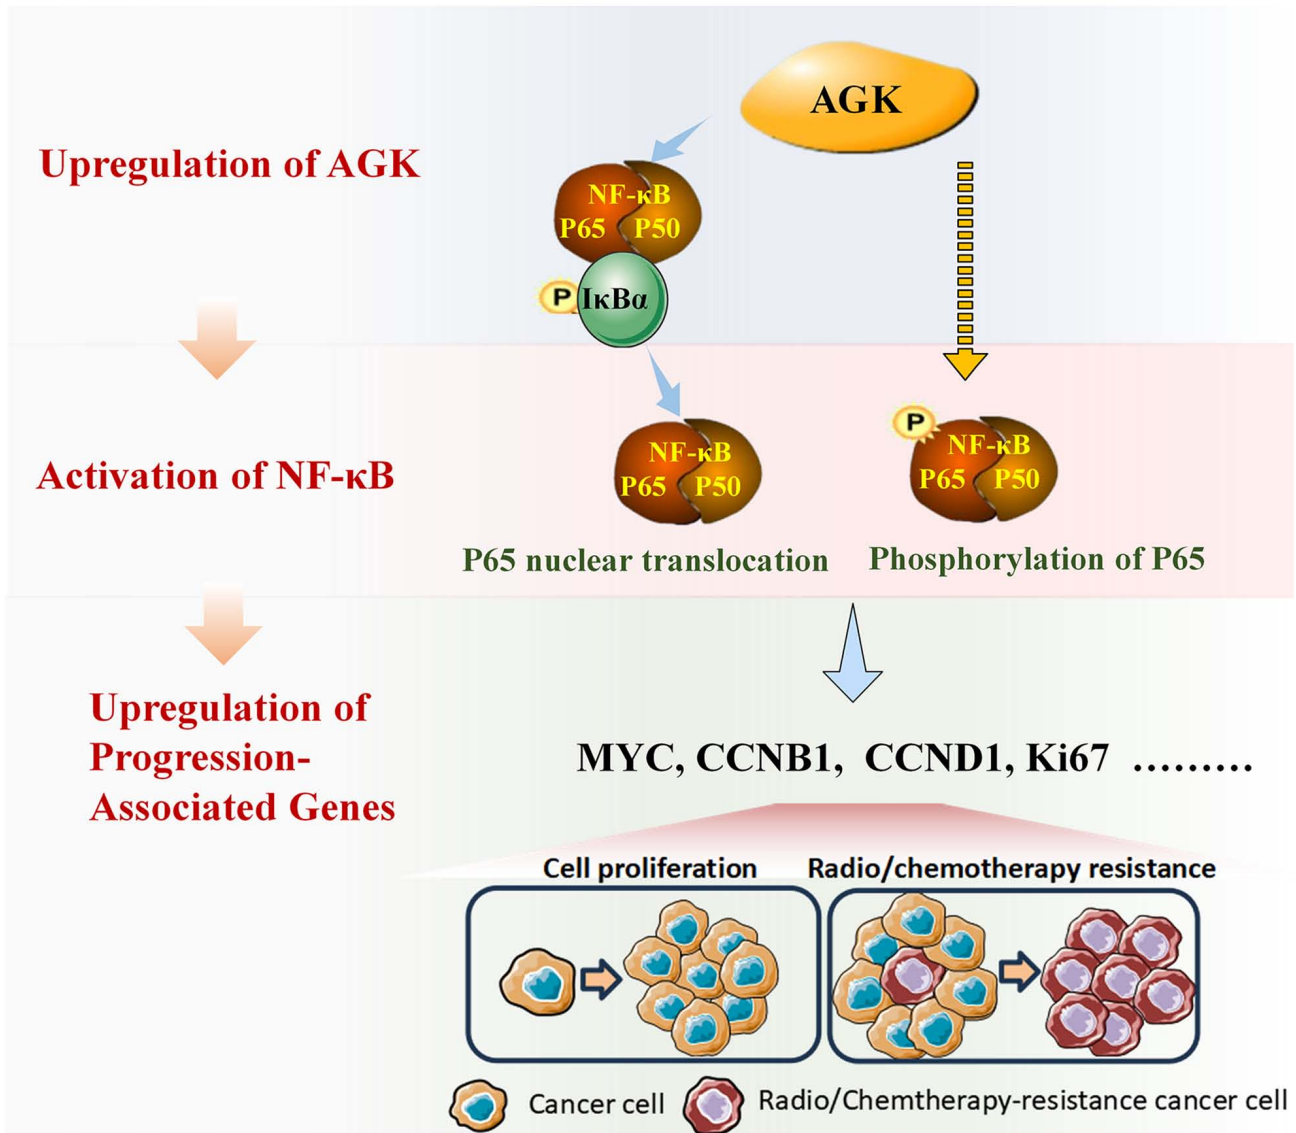 AGK
Upregulation of AGK
NF-κB
P65 P50
P IκBα
P
NF-κB
P65 P50
NF-κB
P65 P50
Activation of NF-κB
P65 nuclear translocation
Phosphorylation of P65
Upregulation of
Progression-
Associated Genes
MYC, CCNB1, CCND1, Ki67 .........
Cell proliferation
Radio/chemotherapy resistance
Cancer cell
Radio/Chemtherapy-resistance cancer cell